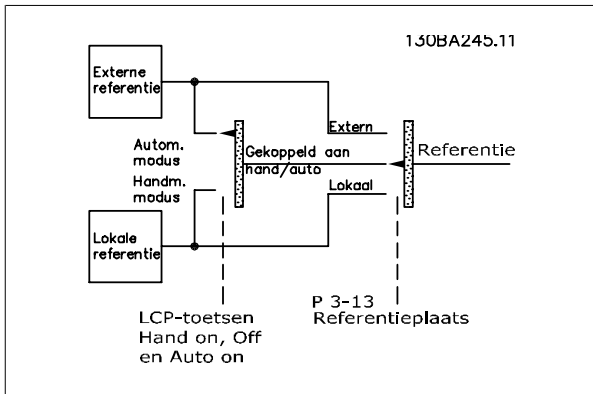 130BA245.11
Externe
referentie
Autom.
modus
Handm.
modus
Lokale
referentie
Extern
Gekoppeld aan
hand/auto
Lokaal
Referentie
LCP-toetsen
Hand on, Off
en Auto on
P 3-13
Referentieplaats